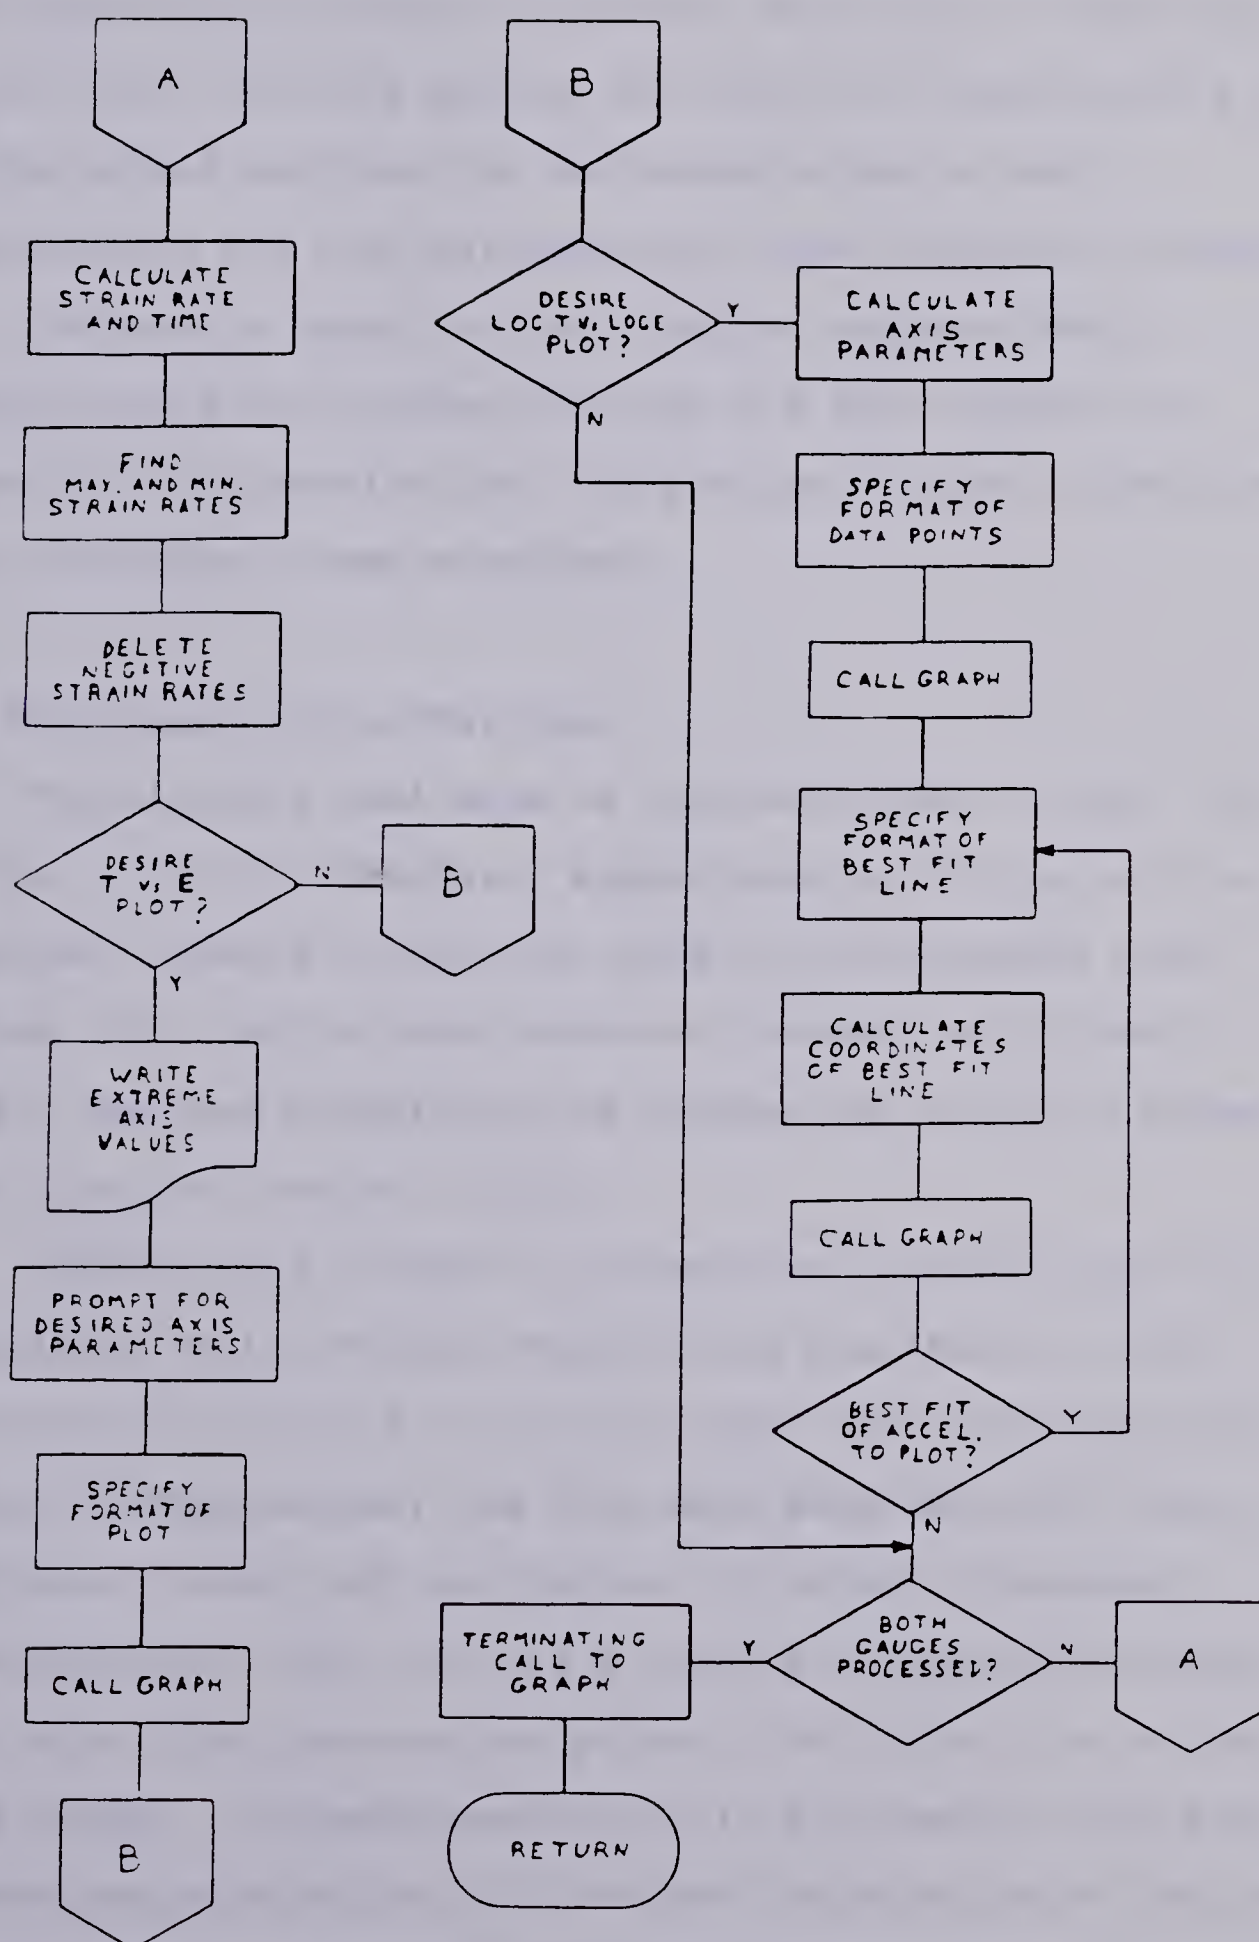 A
CALCULATE
STRAIN RATE
AND TIME
FIND
MAX. AND MIN.
STRAIN RATES
DELETE
NEGATIVE
STRAIN RATES
DESIRE
T vs E
PLOT?
N
B
Y
WRITE
EXTREME
AXIS
VALUES
PROMPT FOR
DESIRED AXIS
PARAMETERS
SPECIFY
FORMAT OF
PLOT
CALL GRAPH
B
B
DESIRE
LOG T vs. LOGE
PLOT?
Y
N
CALCULATE
AXIS
PARAMETERS
SPECIFY
FORMAT OF
DATA POINTS
CALL GRAPH
SPECIFY
FORMAT OF
BEST FIT
LINE
CALCULATE
COORDINATES
OF BEST FIT
LINE
CALL GRAPH
BEST FIT
OF ACCEL.
TO PLOT?
Y
N
BOTH
GAUGES
PROCESSED?
N
A
Y
TERMINATING
CALL TO
GRAPH
RETURN